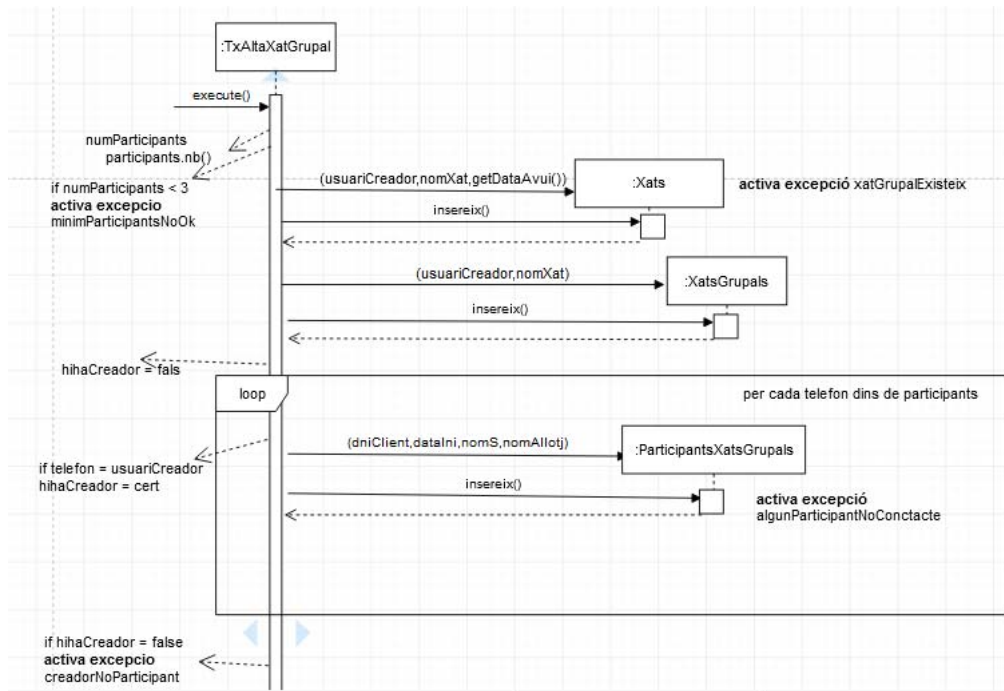 :TxAltaXatGrupal
execute()
numParticipants
participants.nb()
if numParticipants < 3
activa excepcio
minimParticipantsNoOk
(usuariCreador,nomXat,getDataAvui())
:Xats
activa excepció xatGrupalExisteix
insereix()
(usuariCreador,nomXat)
:XatsGrupals
insereix()
hihaCreador = fals
loop
per cada telefon dins de participants
if telefon = usuariCreador
hihaCreador = cert
(dniClient,dataIni,nomS,nomAllotj)
:ParticipantsXatsGrupals
insereix()
activa excepció
algunParticipantNoConctacte
if hihaCreador = false
activa excepcio
creadorNoParticipant